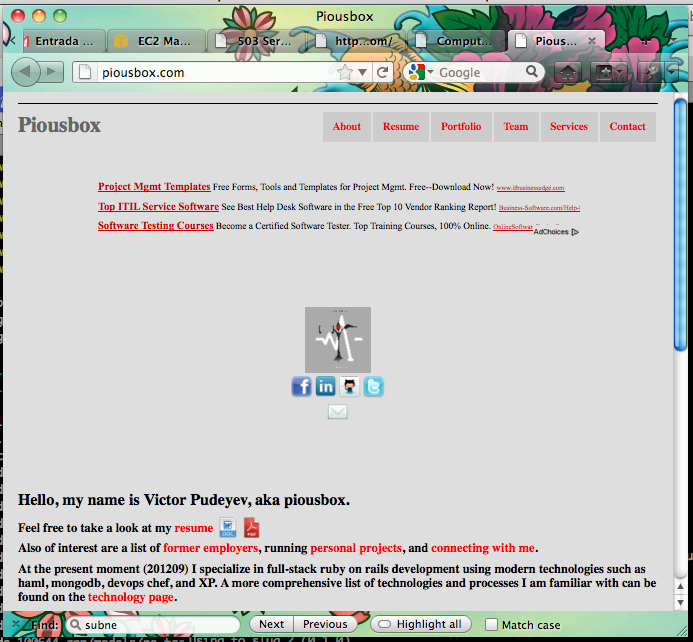 Piousbox
Entrada ... EC2 Ma... 503 Ser... http...om/ Comput... Pious...
piousbox.com Google
Piousbox
About Resume Portfolio Team Services Contact
Project Mgmt Templates Free Forms, Tools and Templates for Project Mgmt. Free--Download Now! www.itbusinessedge.com
Top ITIL Service Software See Best Help Desk Software in the Free Top 10 Vendor Ranking Report! Business-Software.com/Help-
Software Testing Courses Become a Certified Software Tester. Top Training Courses, 100% Online. OnlineSoftwar
AdChoices
Hello, my name is Victor Pudeyev, aka piousbox.
Feel free to take a look at my resume
Also of interest are a list of former employers, running personal projects, and connecting with me.
At the present moment (201209) I specialize in full-stack ruby on rails development using modern technologies such as
haml, mongodb, devops chef, and XP. A more comprehensive list of technologies and processes I am familiar with can be
found on the technology page.
Find: subne Next Previous Highlight all Match case